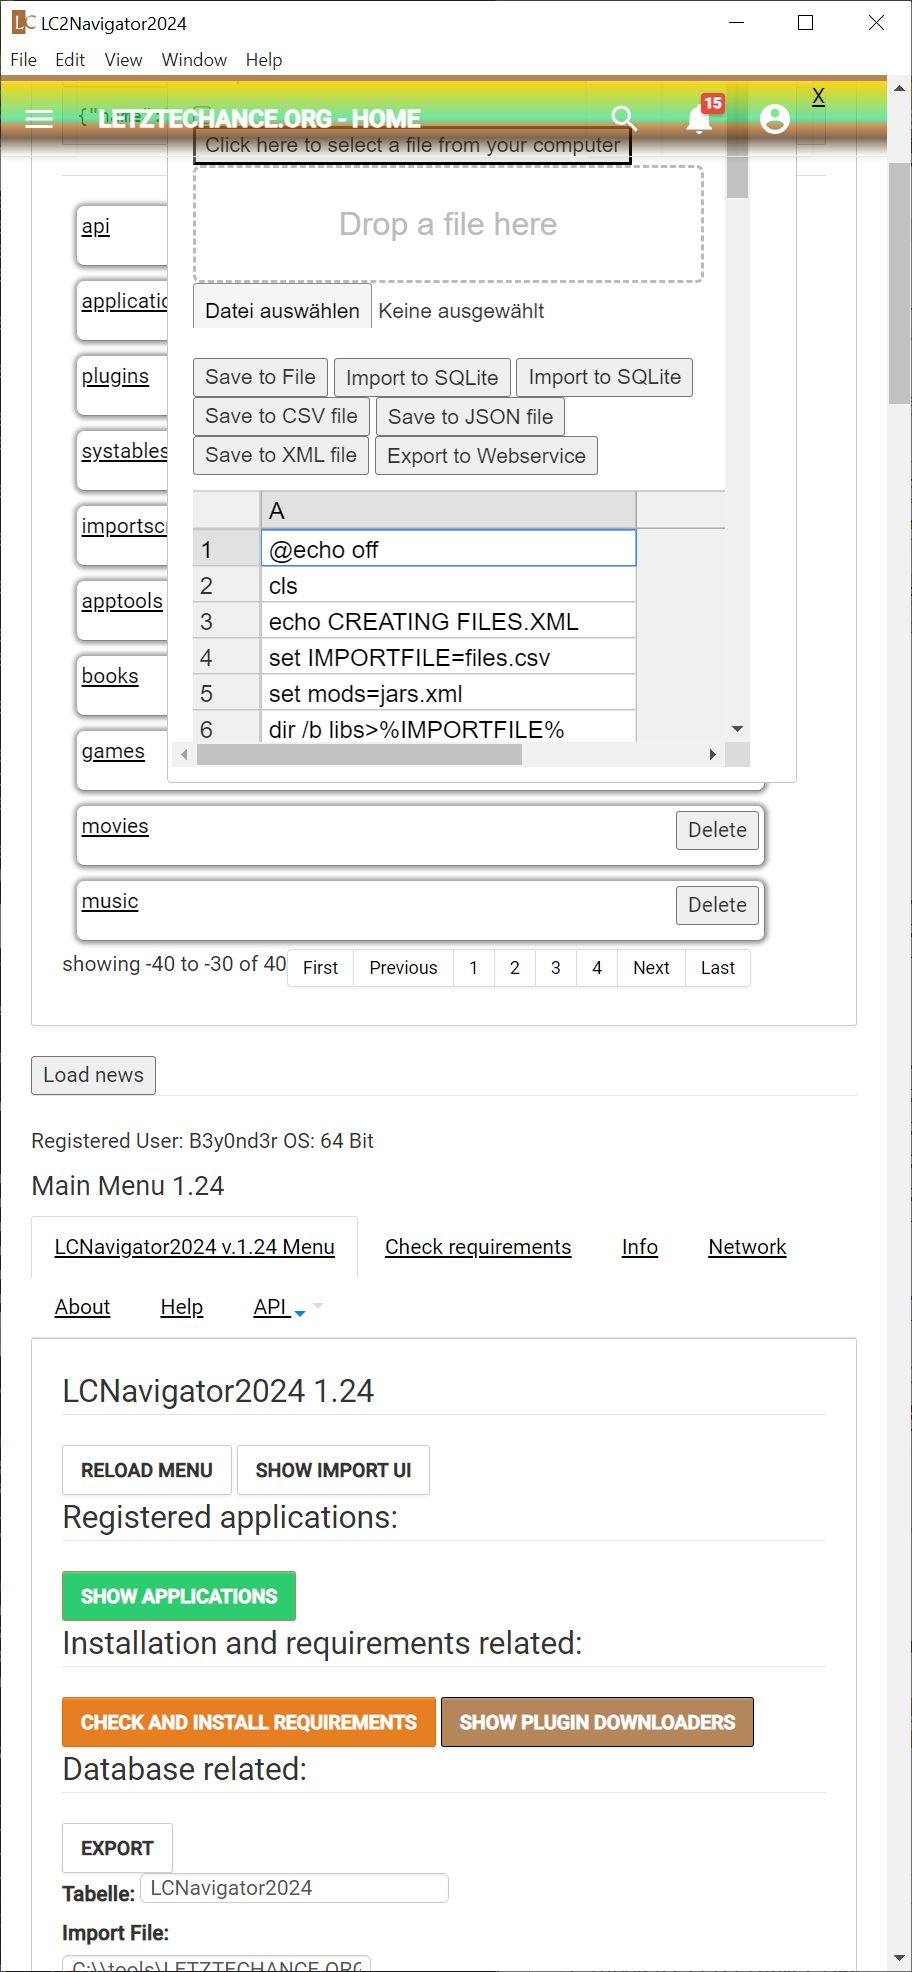 LC LC2Navigator2024
File Edit View Window Help
LETZTECHANCE.ORG - HOME
15
X
Click here to select a file from your computer
Drop a file here
api
Datei auswählen Keine ausgewählt
applicatio
plugins
Save to File Import to SQLite Import to SQLite
Save to CSV file Save to JSON file
systables
Save to XML file Export to Webservice
A
importsc
1 @echo off
2 cls
apptools
3 echo CREATING FILES.XML
4 set IMPORTFILE=files.csv
books
5 set mods=jars.xml
6 dir /b libs>%IMPORTFILE%
games
movies Delete
music Delete
showing -40 to -30 of 40 First Previous 1 2 3 4 Next Last
Load news
Registered User: B3y0nd3r OS: 64 Bit
Main Menu 1.24
LCNavigator2024 v.1.24 Menu Check requirements Info Network
About Help API
LCNavigator2024 1.24
RELOAD MENU SHOW IMPORT UI
Registered applications:
SHOW APPLICATIONS
Installation and requirements related:
CHECK AND INSTALL REQUIREMENTS SHOW PLUGIN DOWNLOADERS
Database related:
EXPORT
Tabelle: LCNavigator2024
Import File:
C:\\tools\LETZTECHANCE.ORG